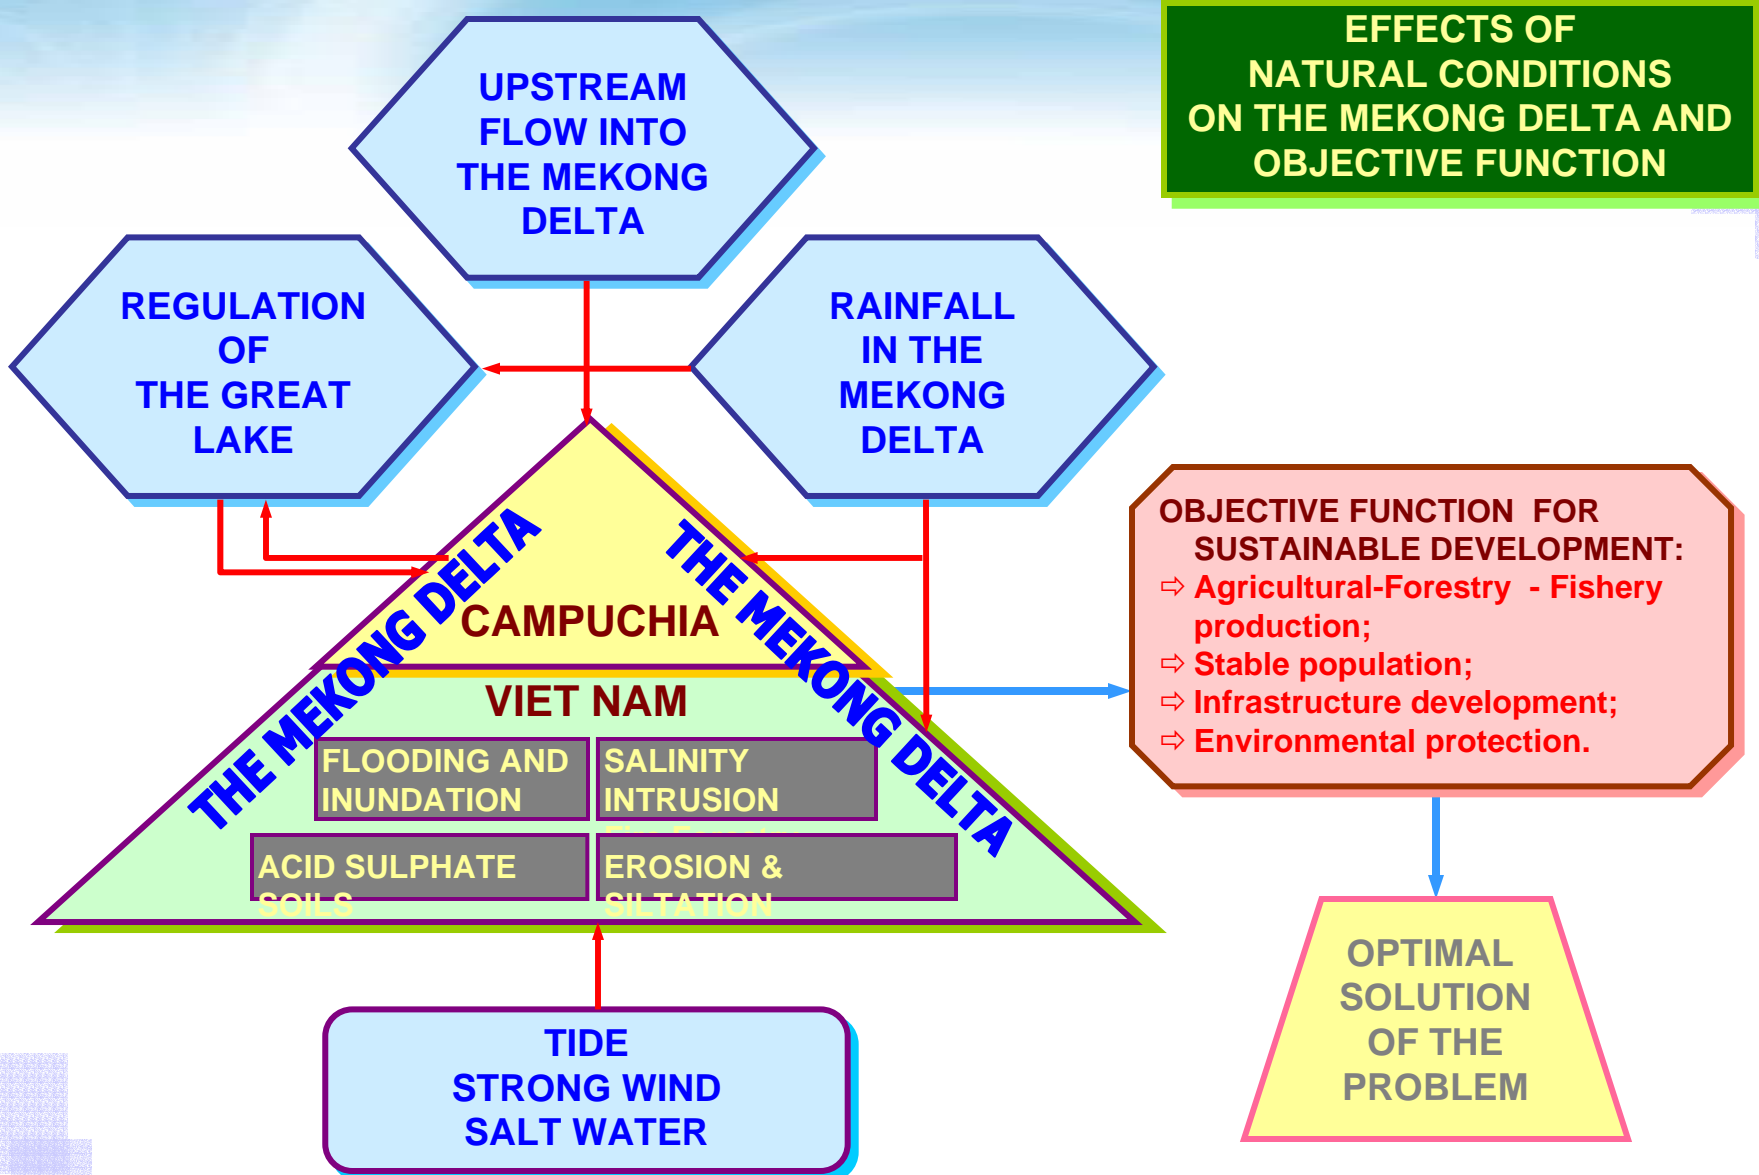 EFFECTS OF
NATURAL CONDITIONS
ON THE MEKONG DELTA AND
OBJECTIVE FUNCTION
UPSTREAM
FLOW INTO
THE MEKONG
DELTA
REGULATION
OF
THE GREAT
LAKE
RAINFALL
IN THE
MEKONG
DELTA
THE MEKONG DELTA
THE MEKONG DELTA
CAMPUCHIA
VIET NAM
FLOODING AND
INUNDATION
SALINITY
INTRUSION
ACID SULPHATE
SOILS
EROSION &
SILTATION
OBJECTIVE FUNCTION FOR
SUSTAINABLE DEVELOPMENT:
⇨ Agricultural-Forestry - Fishery
production;
⇨ Stable population;
⇨ Infrastructure development;
⇨ Environmental protection.
TIDE
STRONG WIND
SALT WATER
OPTIMAL
SOLUTION
OF THE
PROBLEM